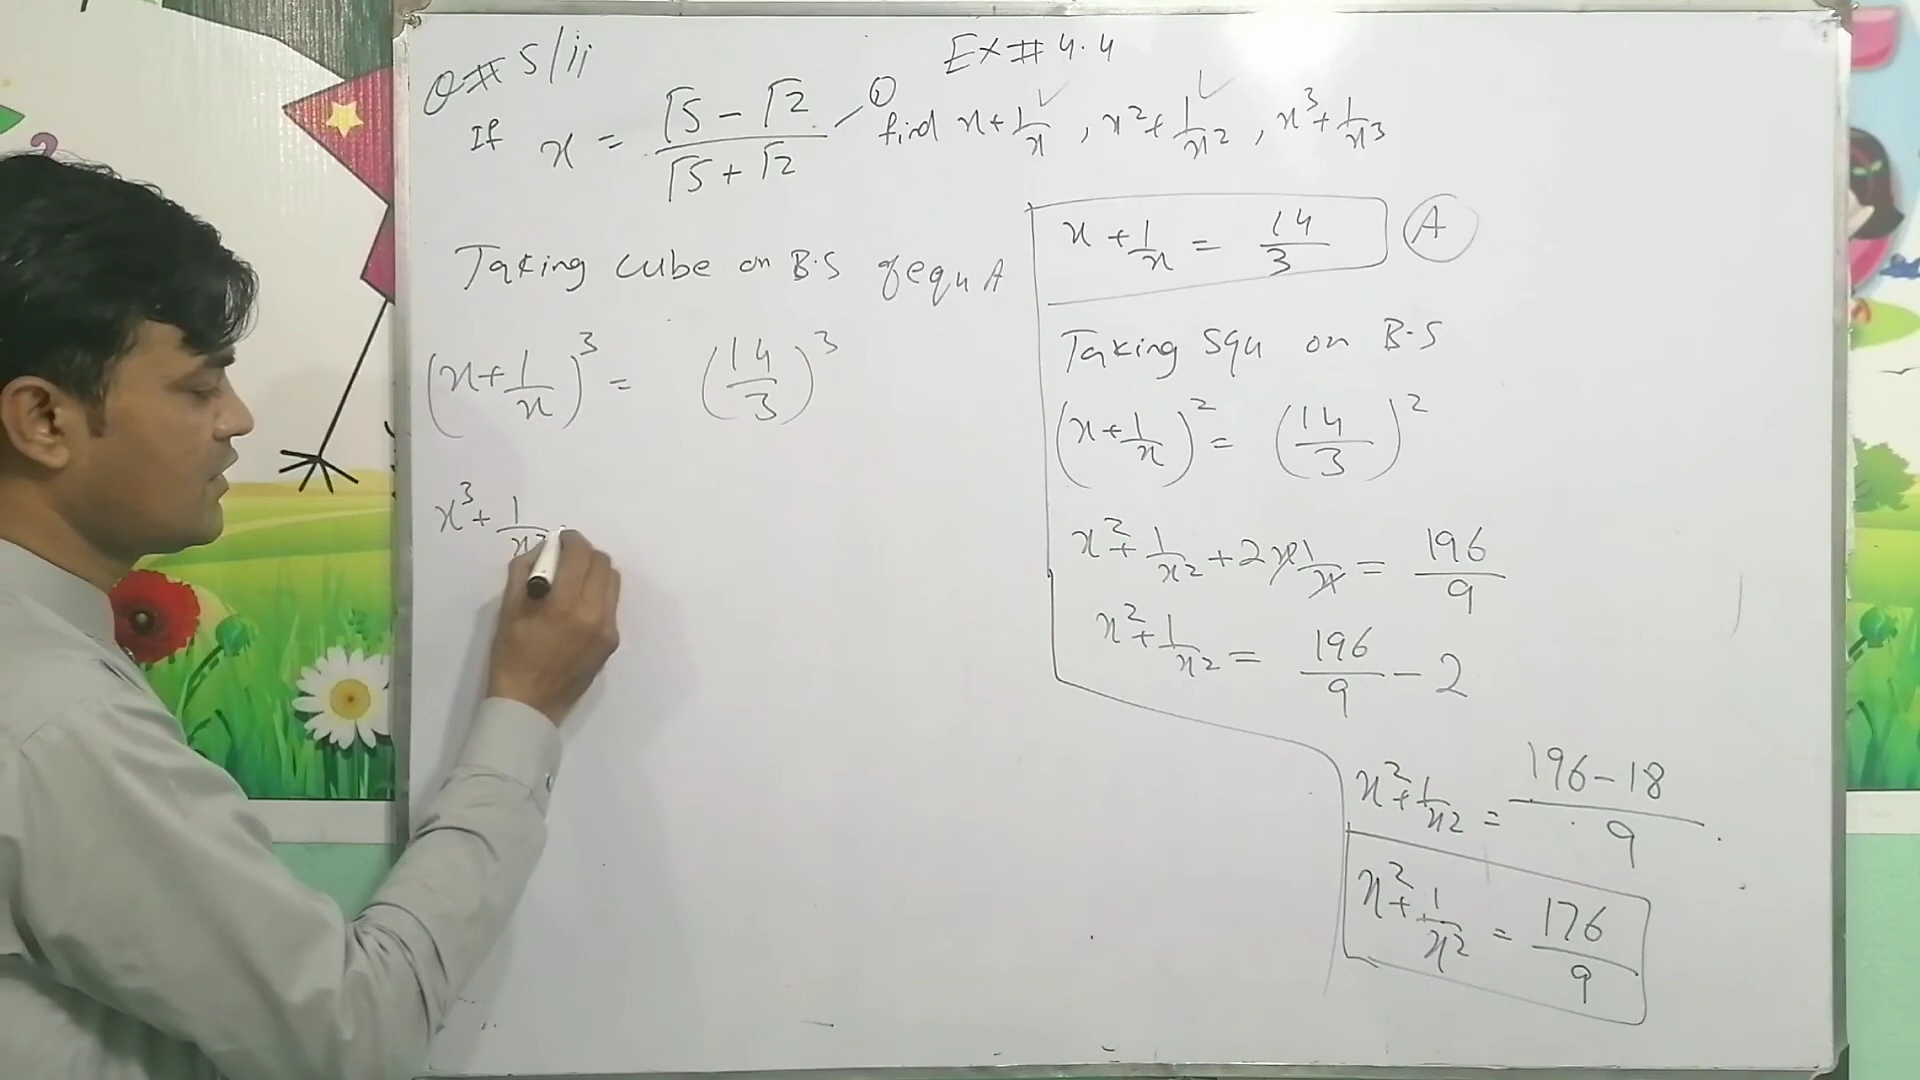 Q# 5/ii
Ex# 4.4
If x = (√5 - √2)/(√5 + √2) ① find x + 1/x, x² + 1/x², x³ + 1/x³
Taking cube on B.S of equ A
(x + 1/x)³ = (14/3)³
x³ + 1/x³
x + 1/x = 14/3 Ⓐ
Taking Squ on B.S
(x + 1/x)² = (14/3)²
x² + 1/x² + 2x 1/x = 196/9
x² + 1/x² = 196/9 - 2
x² + 1/x² = (196 - 18)/9
x² + 1/x² = 176/9